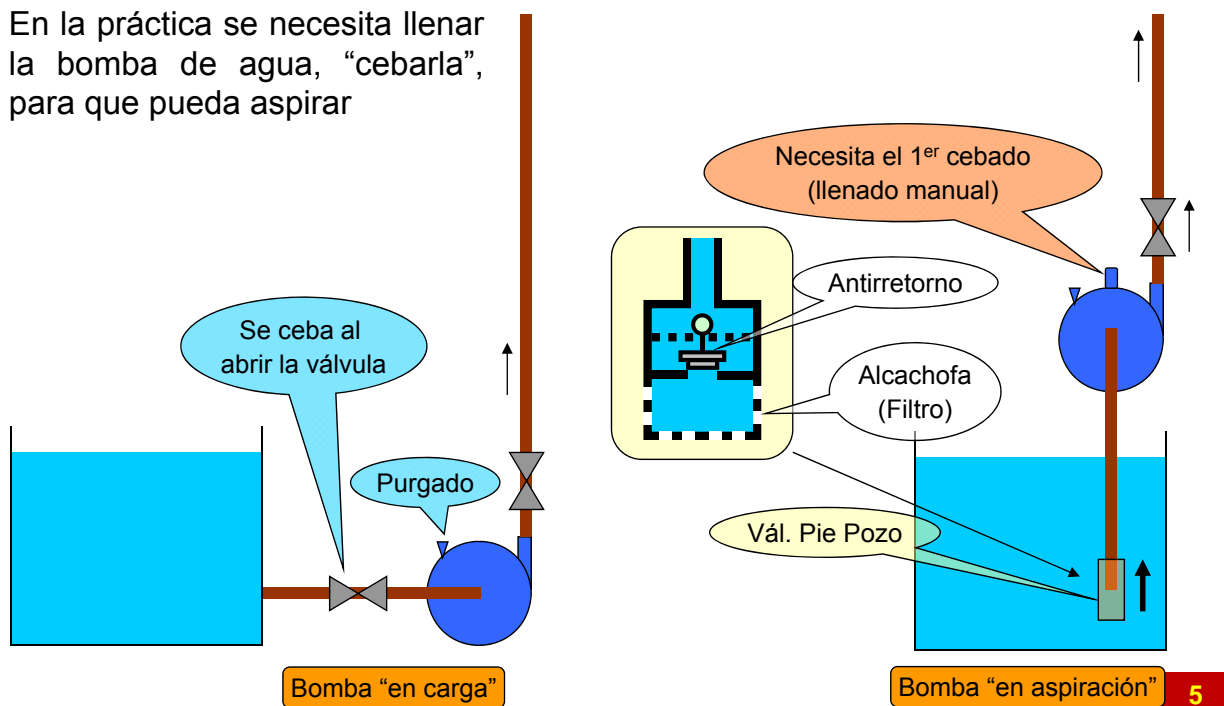 En la práctica se necesita llenar
la bomba de agua, “cebarla”,
para que pueda aspirar
Necesita el 1er cebado
(llenado manual)
Antirretorno
Se ceba al
abrir la válvula
Alcachofa
(Filtro)
Purgado
Vál. Pie Pozo
Bomba “en carga”
Bomba “en aspiración”
5